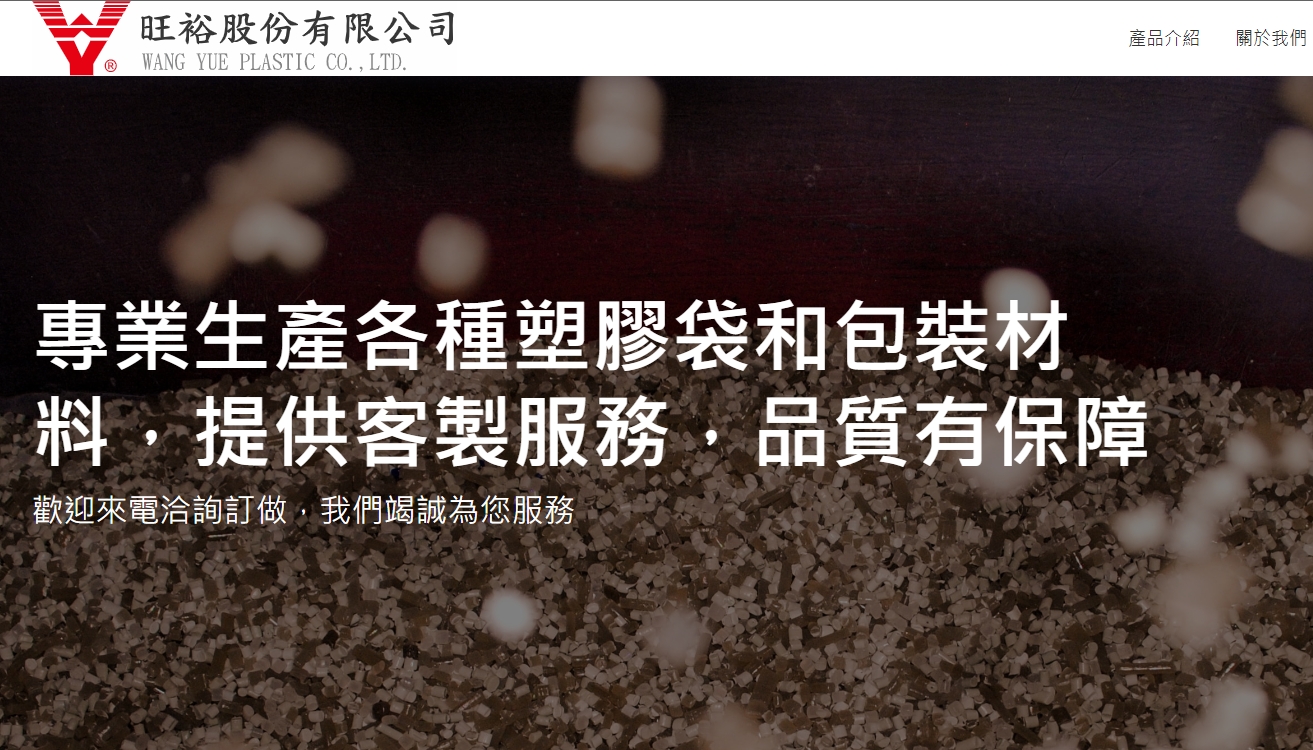 旺裕股份有限公司
WANG YUE PLASTIC CO.,LTD.
®
產品介紹 關於我們
專業生產各種塑膠袋和包裝材
料，提供客製服務，品質有保障
歡迎來電洽詢訂做，我們竭誠為您服務